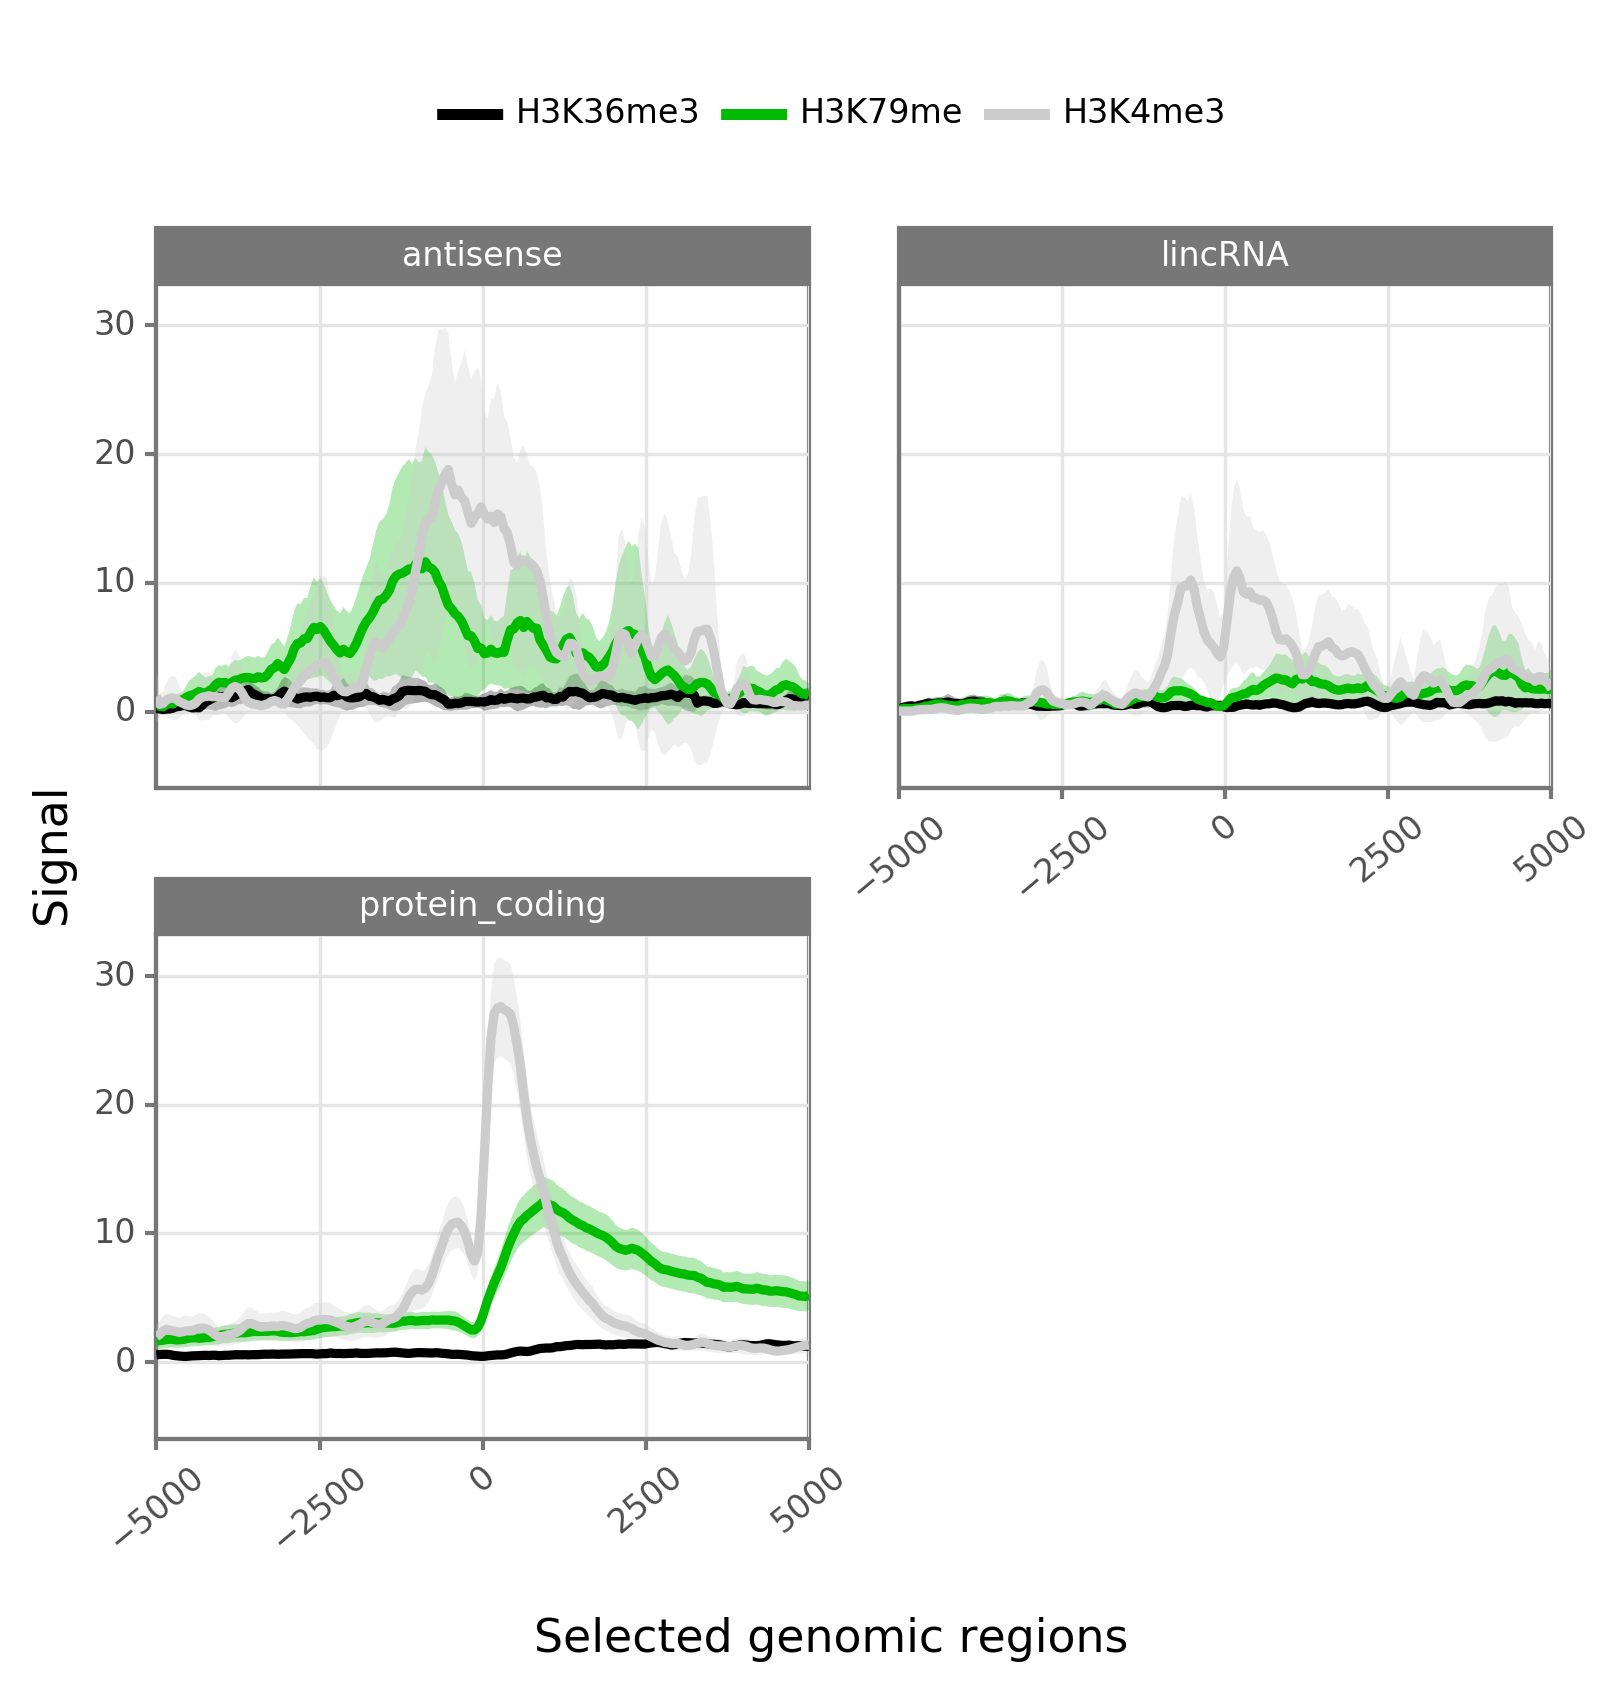 H3K36me3 H3K79me H3K4me3
antisense
lincRNA
30
20
10
0
−5000 −2500 0 2500 5000
Signal
protein_coding
30
20
10
0
−5000 −2500 0 2500 5000
Selected genomic regions